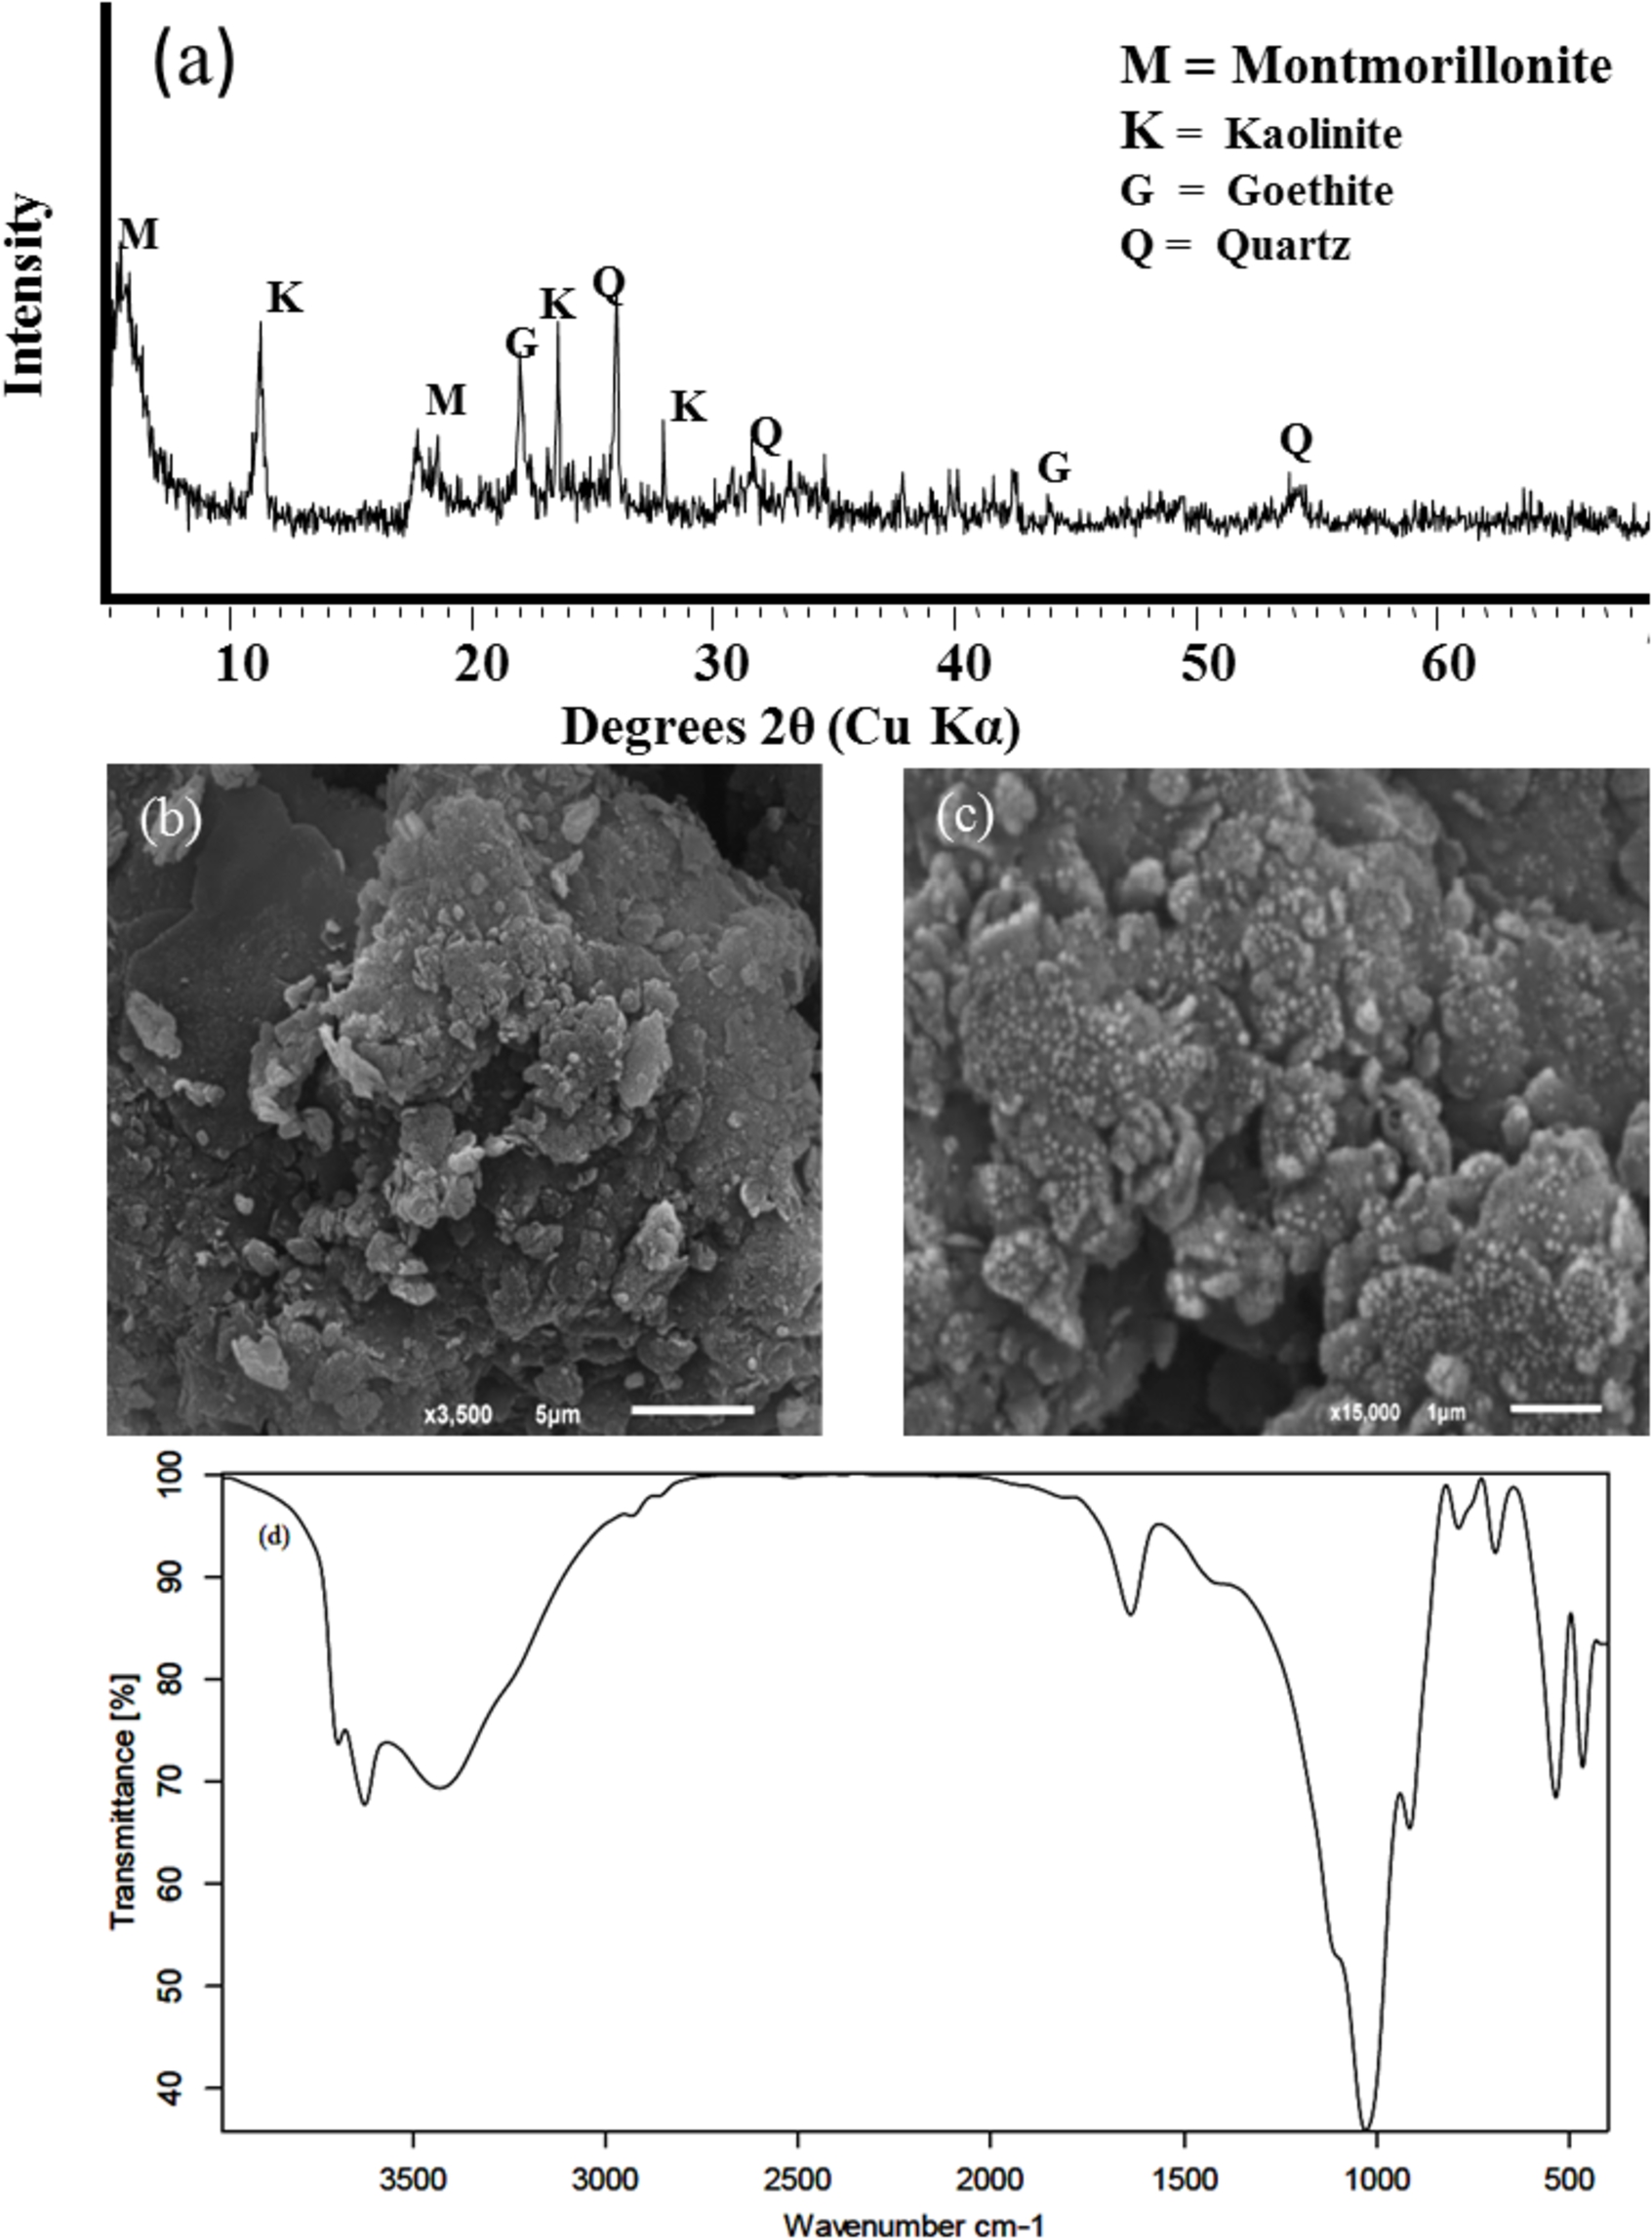 (a)
M = Montmorillonite
K = Kaolinite
G = Goethite
Q = Quartz
Intensity
M
K
M
G
K
Q
K
Q
G
Q
10 20 30 40 50 60
Degrees 2θ (Cu Kα)
(b)
x3,500 5µm
(c)
x15,000 1µm
(d)
Transmittance [%]
100
90
80
70
60
50
40
3500 3000 2500 2000 1500 1000 500
Wavenumber cm-1